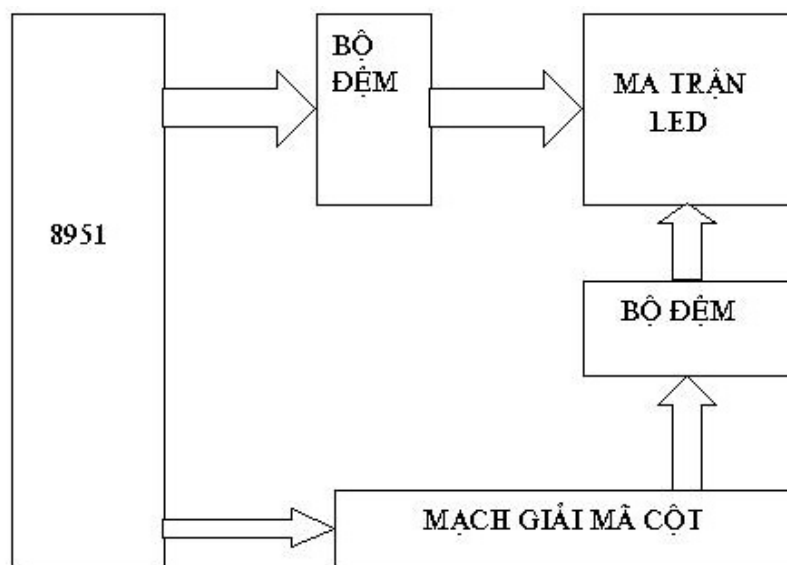 BỘ
ĐỆM
MA TRẬN
LED
8951
BỘ ĐỆM
MẠCH GIẢI MÃ CỘT